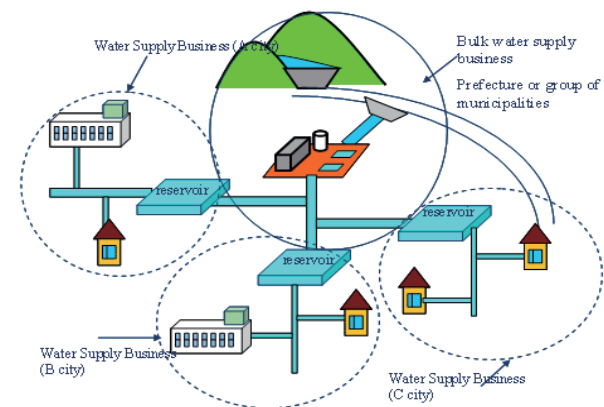 Water Supply Business (A city)
Bulk water supply
business
Prefecture or group of
municipalities
reservoir
reservoir
reservoir
Water Supply Business
(B city)
Water Supply Business
(C city)